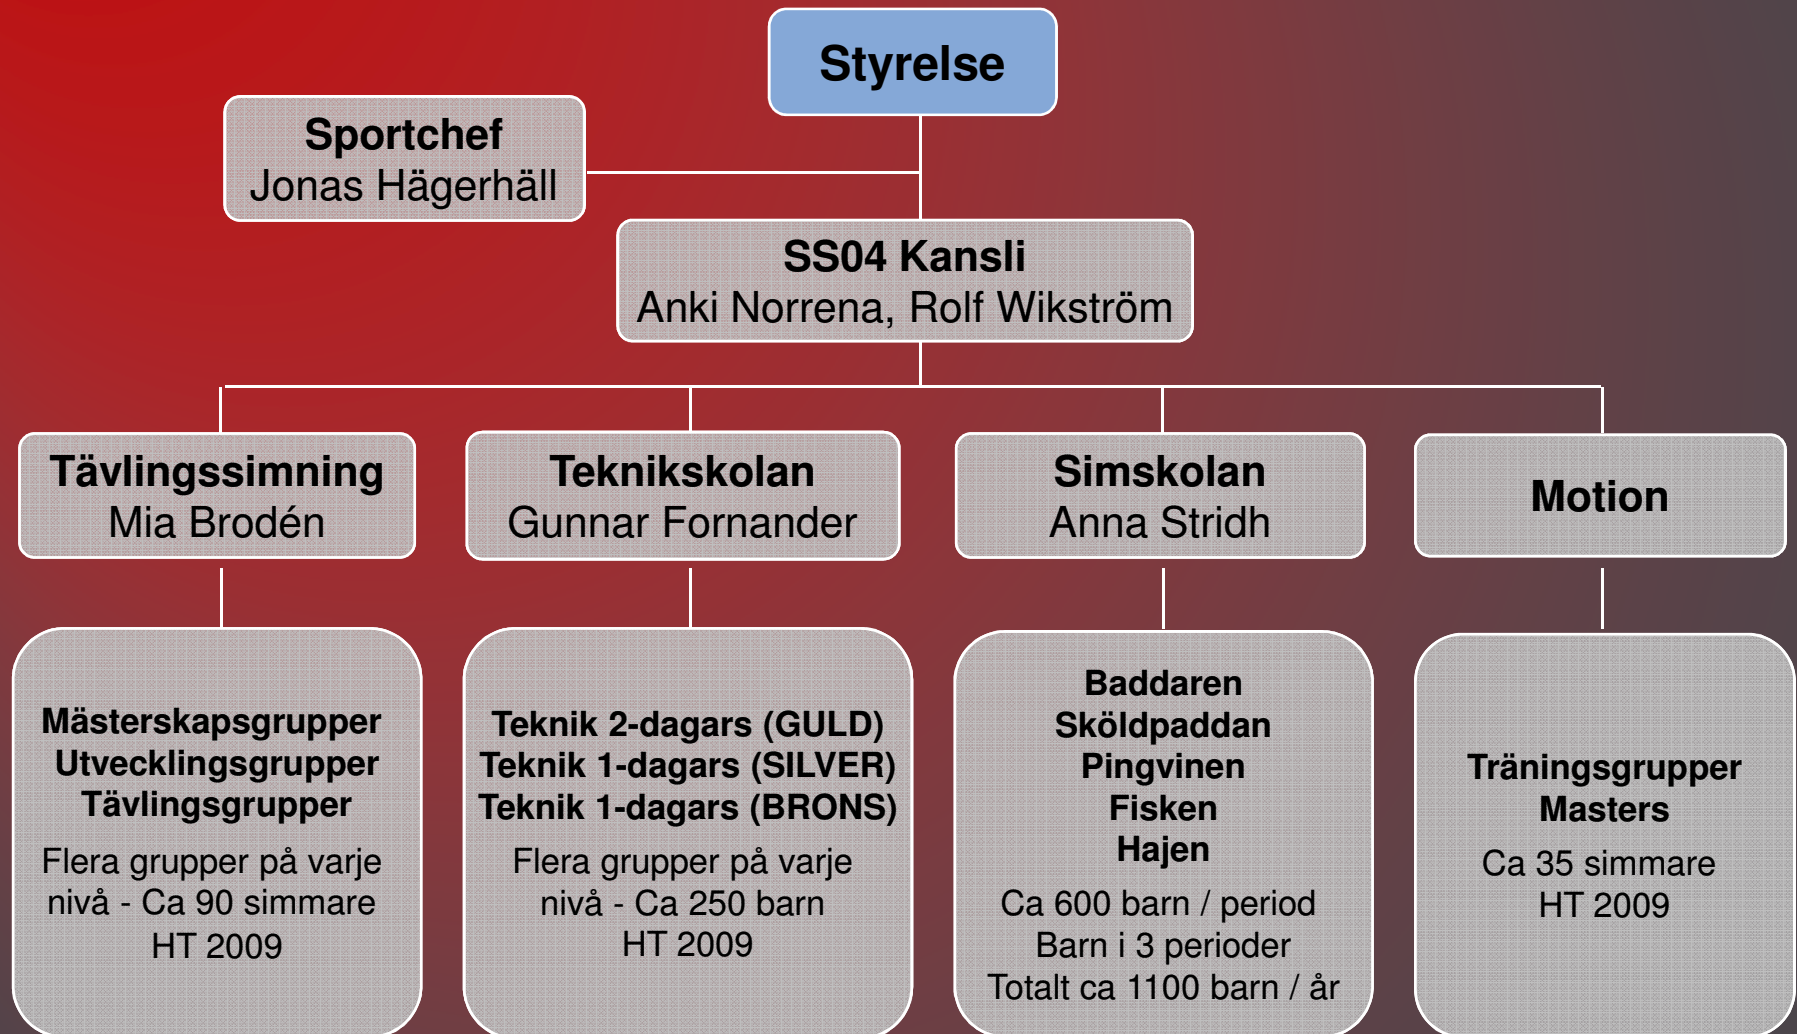 Styrelse
Sportchef
Jonas Hägerhäll
SS04 Kansli
Anki Norrena, Rolf Wikström
Tävlingssimning
Mia Brodén
Teknikskolan
Gunnar Fornander
Simskolan
Anna Stridh
Motion
Mästerskapsgrupper
Utvecklingsgrupper
Tävlingsgrupper
Flera grupper på varje
nivå - Ca 90 simmare
HT 2009
Teknik 2-dagars (GULD)
Teknik 1-dagars (SILVER)
Teknik 1-dagars (BRONS)
Flera grupper på varje
nivå - Ca 250 barn
HT 2009
Baddaren
Sköldpaddan
Pingvinen
Fisken
Hajen
Ca 600 barn / period
Barn i 3 perioder
Totalt ca 1100 barn / år
Träningsgrupper
Masters
Ca 35 simmare
HT 2009